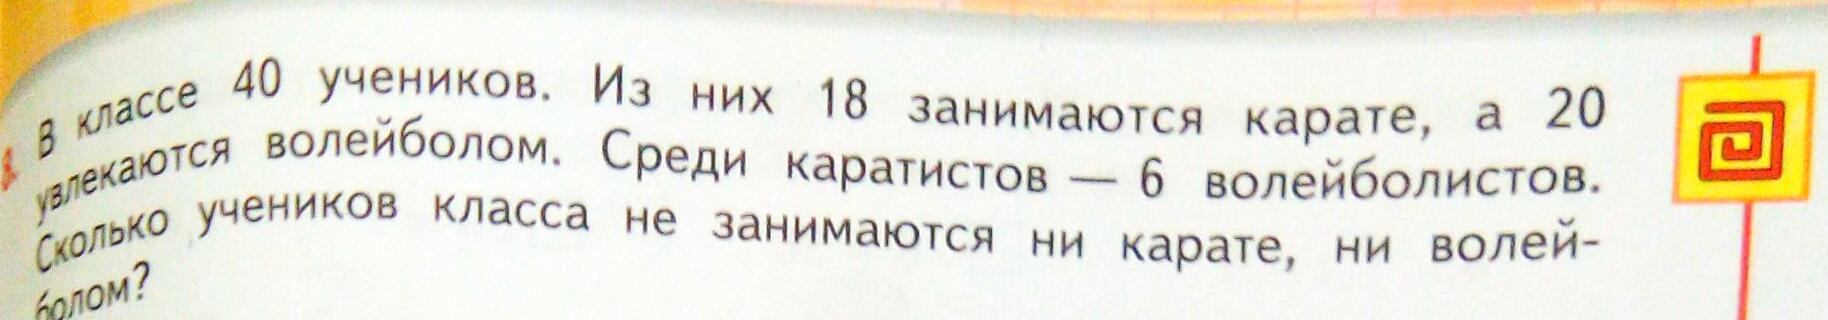 8. В классе 40 учеников. Из них 18 занимаются карате, а 20
увлекаются волейболом. Среди каратистов — 6 волейболистов.
Сколько учеников класса не занимаются ни карате, ни волей-
болом?